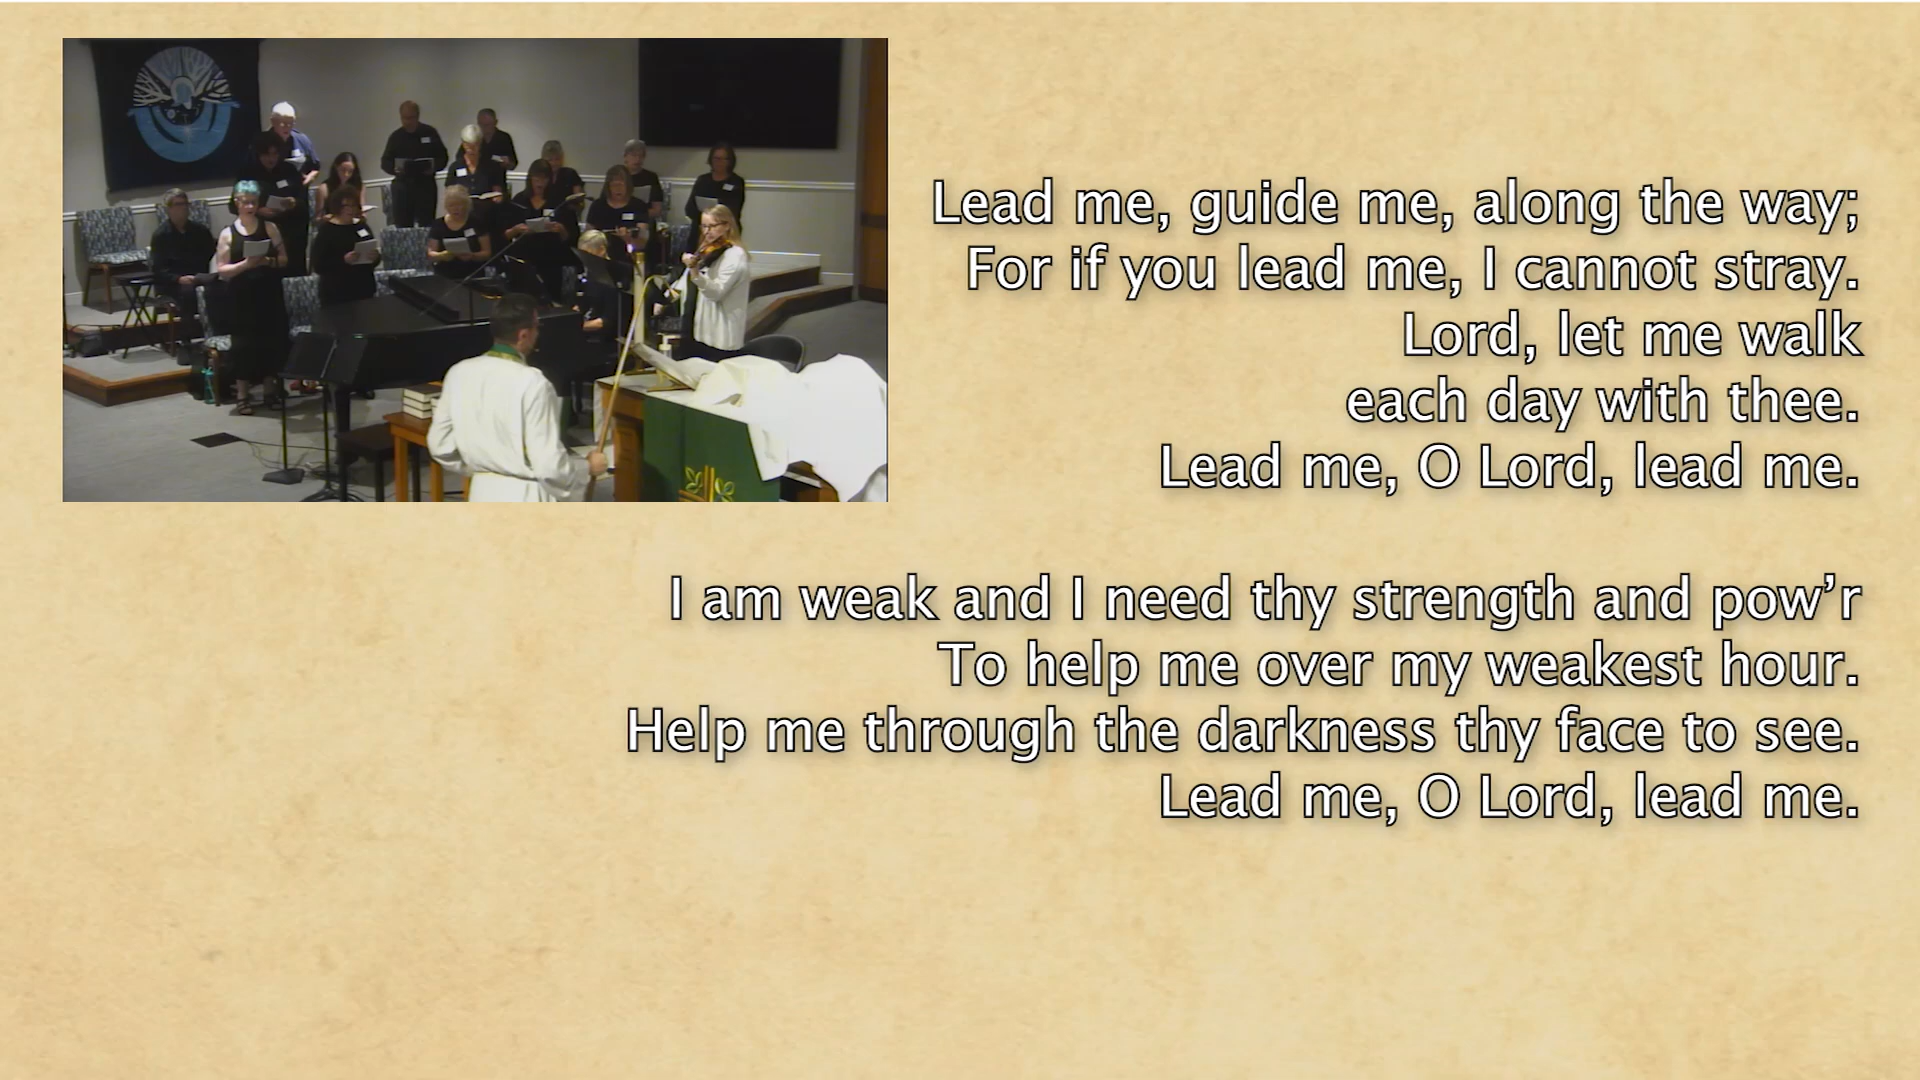 Lead me, guide me, along the way;
For if you lead me, I cannot stray.
Lord, let me walk
each day with thee.
Lead me, O Lord, lead me.
I am weak and I need thy strength and pow’r
To help me over my weakest hour.
Help me through the darkness thy face to see.
Lead me, O Lord, lead me.